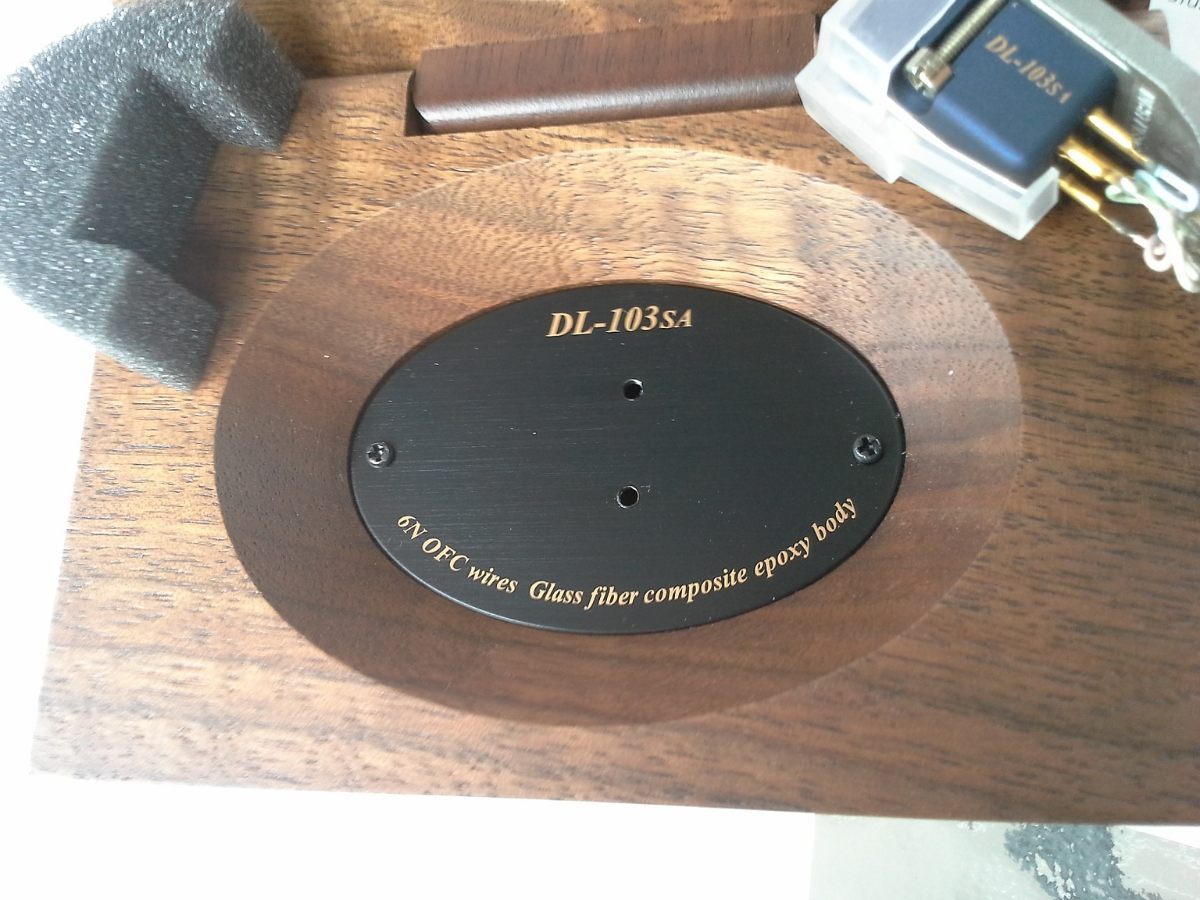 DL-103SA
DL-103SA
6N OFC wires Glass fiber composite epoxy body